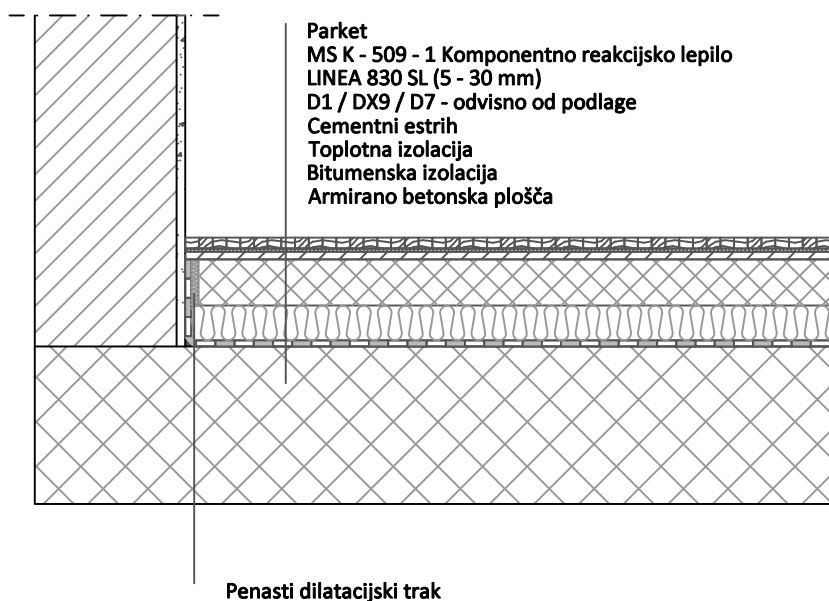 Parket
MS K - 509 - 1 Komponentno reakcijsko lepilo
LINEA 830 SL (5 - 30 mm)
D1 / DX9 / D7 - odvisno od podlage
Cementni estrih
Toplotna izolacija
Bitumenska izolacija
Armirano betonska plošča
Penasti dilatacijski trak